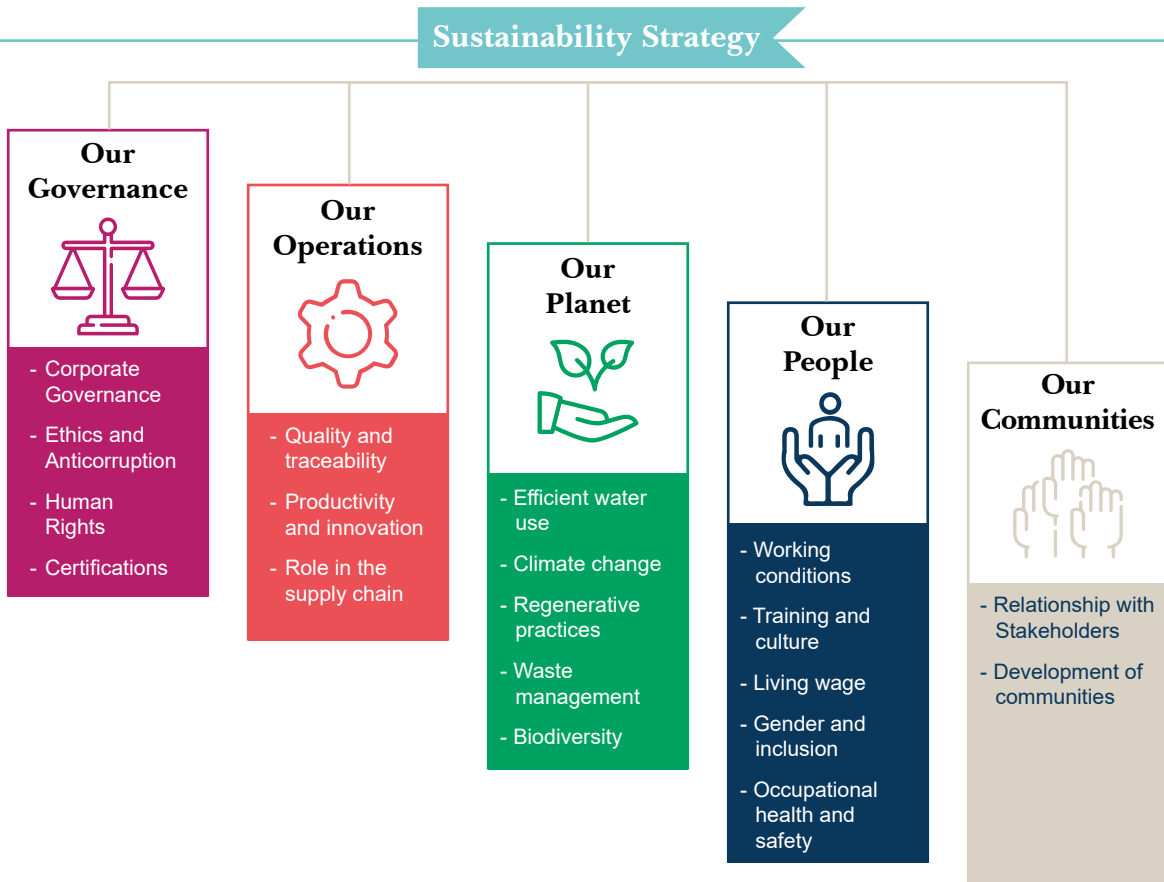 Sustainability Strategy
Our
Governance
- Corporate
Governance
- Ethics and
Anticorruption
- Human
Rights
- Certifications
Our
Operations
- Quality and
traceability
- Productivity
and innovation
- Role in the
supply chain
Our
Planet
- Efficient water
use
- Climate change
- Regenerative
practices
- Waste
management
- Biodiversity
Our
People
- Working
conditions
- Training and
culture
- Living wage
- Gender and
inclusion
- Occupational
health and
safety
Our
Communities
- Relationship with
Stakeholders
- Development of
communities